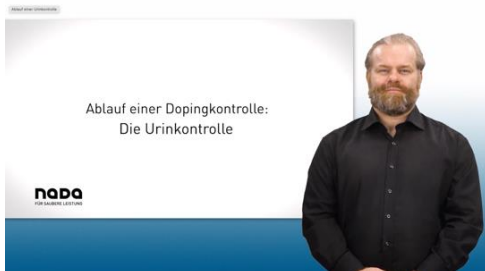 Ablauf einer Urinkontrolle
Ablauf einer Dopingkontrolle:
Die Urinkontrolle
nada
FÜR SAUBERE LEISTUNG